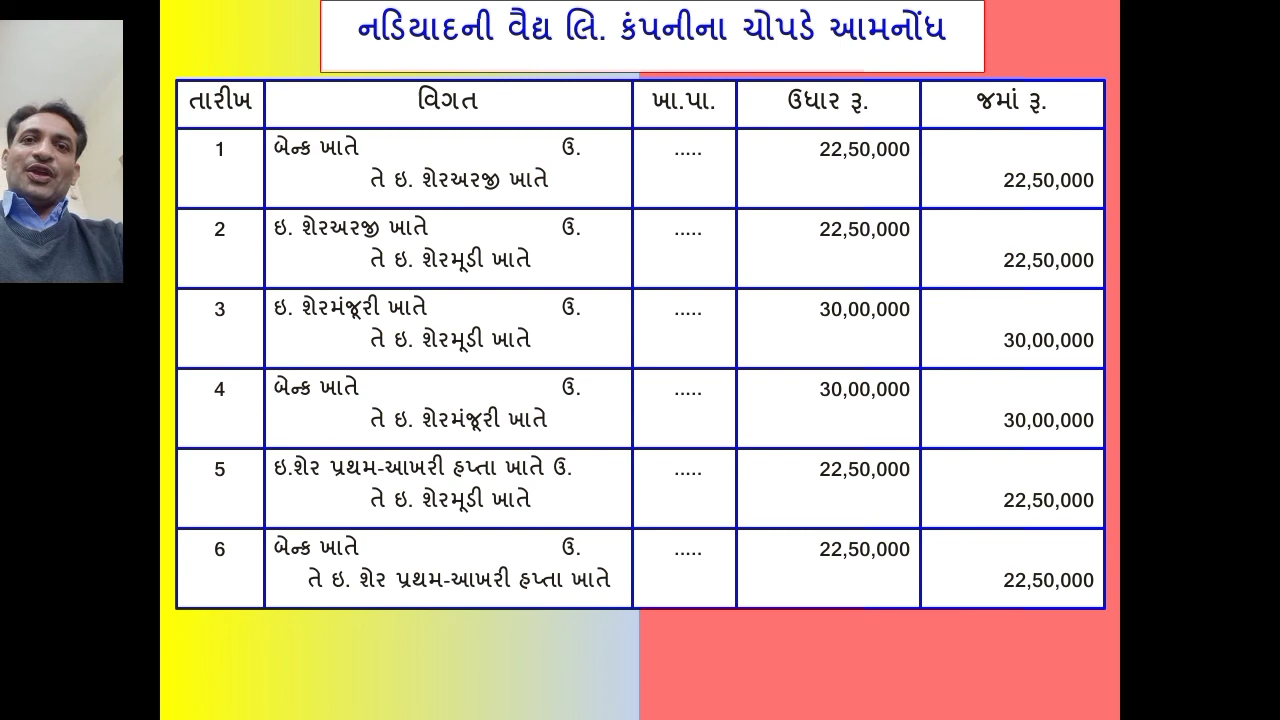 નડિયાદની વૈદ્ય લિ. કંપનીના ચોપડે આમનોંધ
તારીખ વિગત ખા.પા. ઉધાર રૂ. જમાં રૂ.
1 બેન્ક ખાતે ઉ. ..... 22,50,000
તે ઇ. શેરઅરજી ખાતે 22,50,000
2 ઇ. શેરઅરજી ખાતે ઉ. ..... 22,50,000
તે ઇ. શેરમૂડી ખાતે 22,50,000
3 ઇ. શેરમંજૂરી ખાતે ઉ. ..... 30,00,000
તે ઇ. શેરમૂડી ખાતે 30,00,000
4 બેન્ક ખાતે ઉ. ..... 30,00,000
તે ઇ. શેરમંજૂરી ખાતે 30,00,000
5 ઇ.શેર પ્રથમ-આખરી હપ્તા ખાતે ઉ. ..... 22,50,000
તે ઇ. શેરમૂડી ખાતે 22,50,000
6 બેન્ક ખાતે ઉ. ..... 22,50,000
તે ઇ. શેર પ્રથમ-આખરી હપ્તા ખાતે 22,50,000